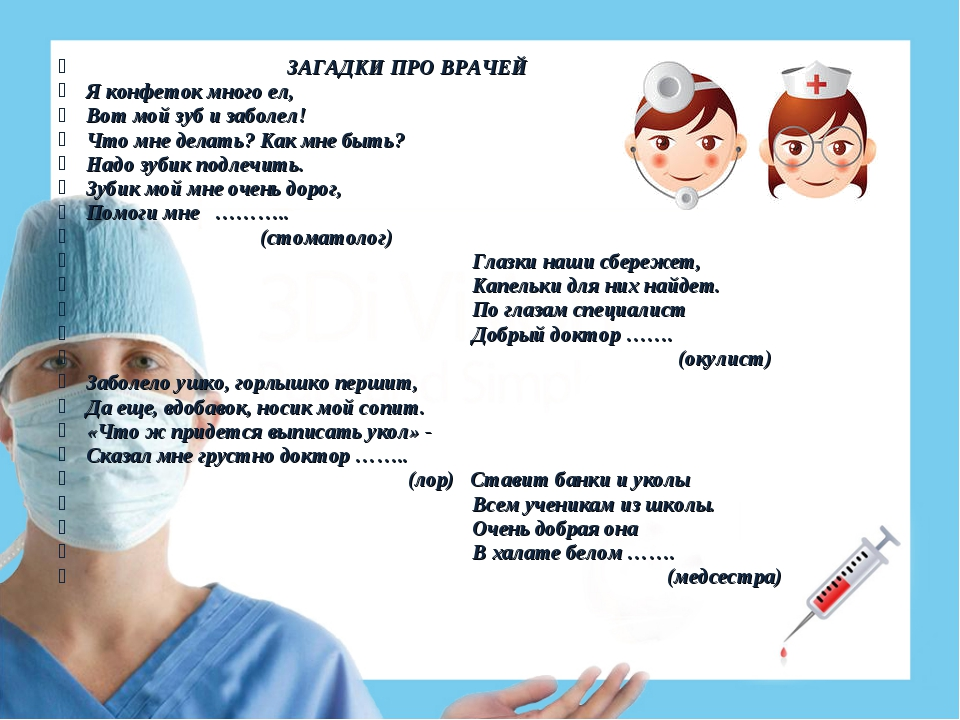 ЗАГАДКИ ПРО ВРАЧЕЙ
Я конфеток много ел,
Вот мой зуб и заболел!
Что мне делать? Как мне быть?
Надо зубик подлечить.
Зубик мой мне очень дорог,
Помоги мне ………..
(стоматолог)
Глазки наши сбережет,
Капельки для них найдет.
По глазам специалист
Добрый доктор …….
(окулист)
Заболело ушко, горлышко першит,
Да еще, вдобавок, носик мой сопит.
«Что ж придется выписать укол» -
Сказал мне грустно доктор ……..
(лор) Ставит банки и уколы
Всем ученикам из школы.
Очень добрая она
В халате белом …….
(медсестра)